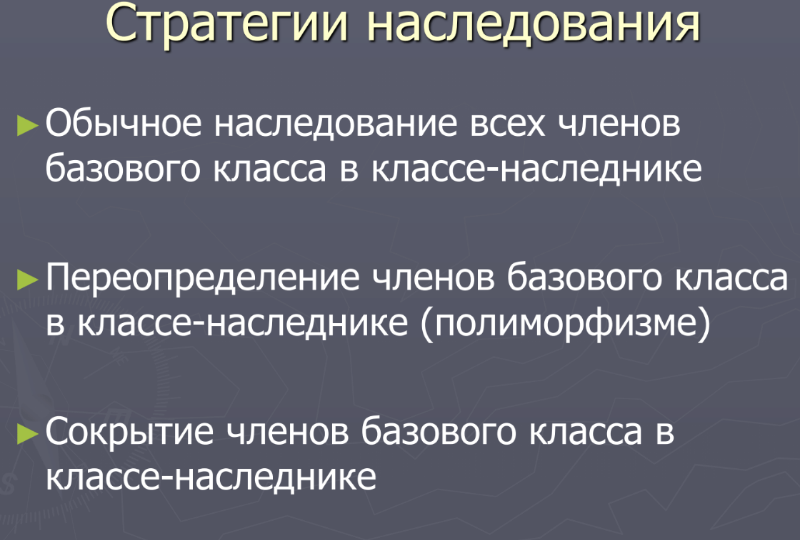 Стратегии наследования
►Обычное наследование всех членов
базового класса в классе-наследнике
►Переопределение членов базового класса
в классе-наследнике (полиморфизме)
►Сокрытие членов базового класса в
классе-наследнике